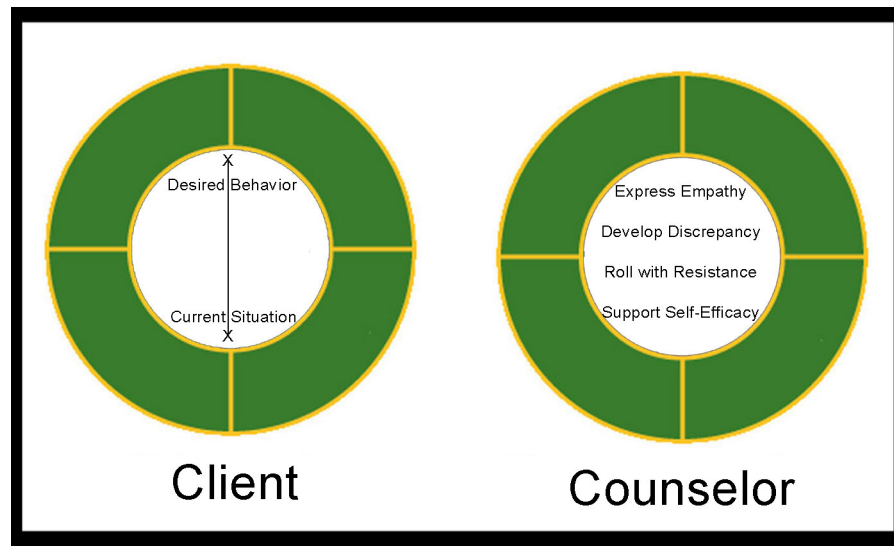 X
Desired Behavior
Current Situation
X
Client
Express Empathy
Develop Discrepancy
Roll with Resistance
Support Self-Efficacy
Counselor